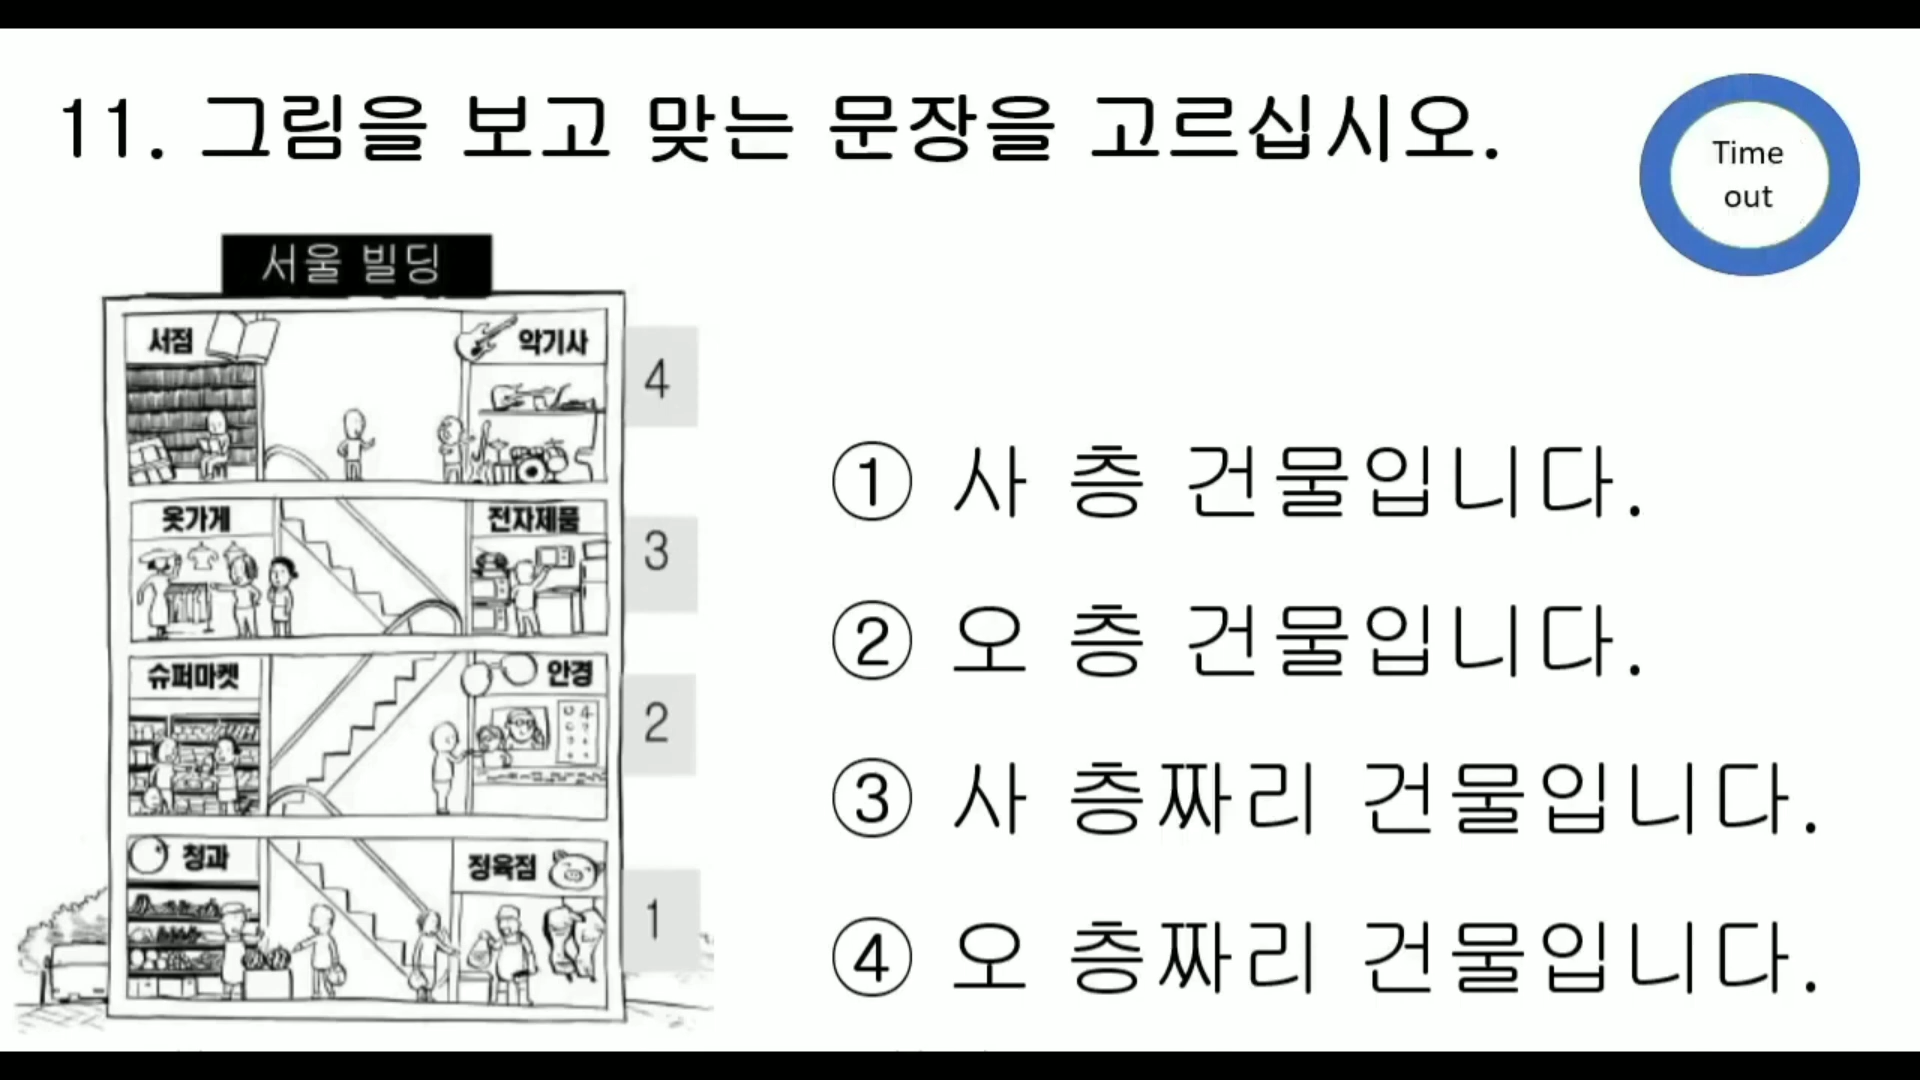 11. 그림을 보고 맞는 문장을 고르십시오.
Time
out
서울 빌딩
서점
악기사
4
옷가게
전자제품
3
슈퍼마켓
안경
2
청과
정육점
1
① 사 층 건물입니다.
② 오 층 건물입니다.
③ 사 층짜리 건물입니다.
④ 오 층짜리 건물입니다.